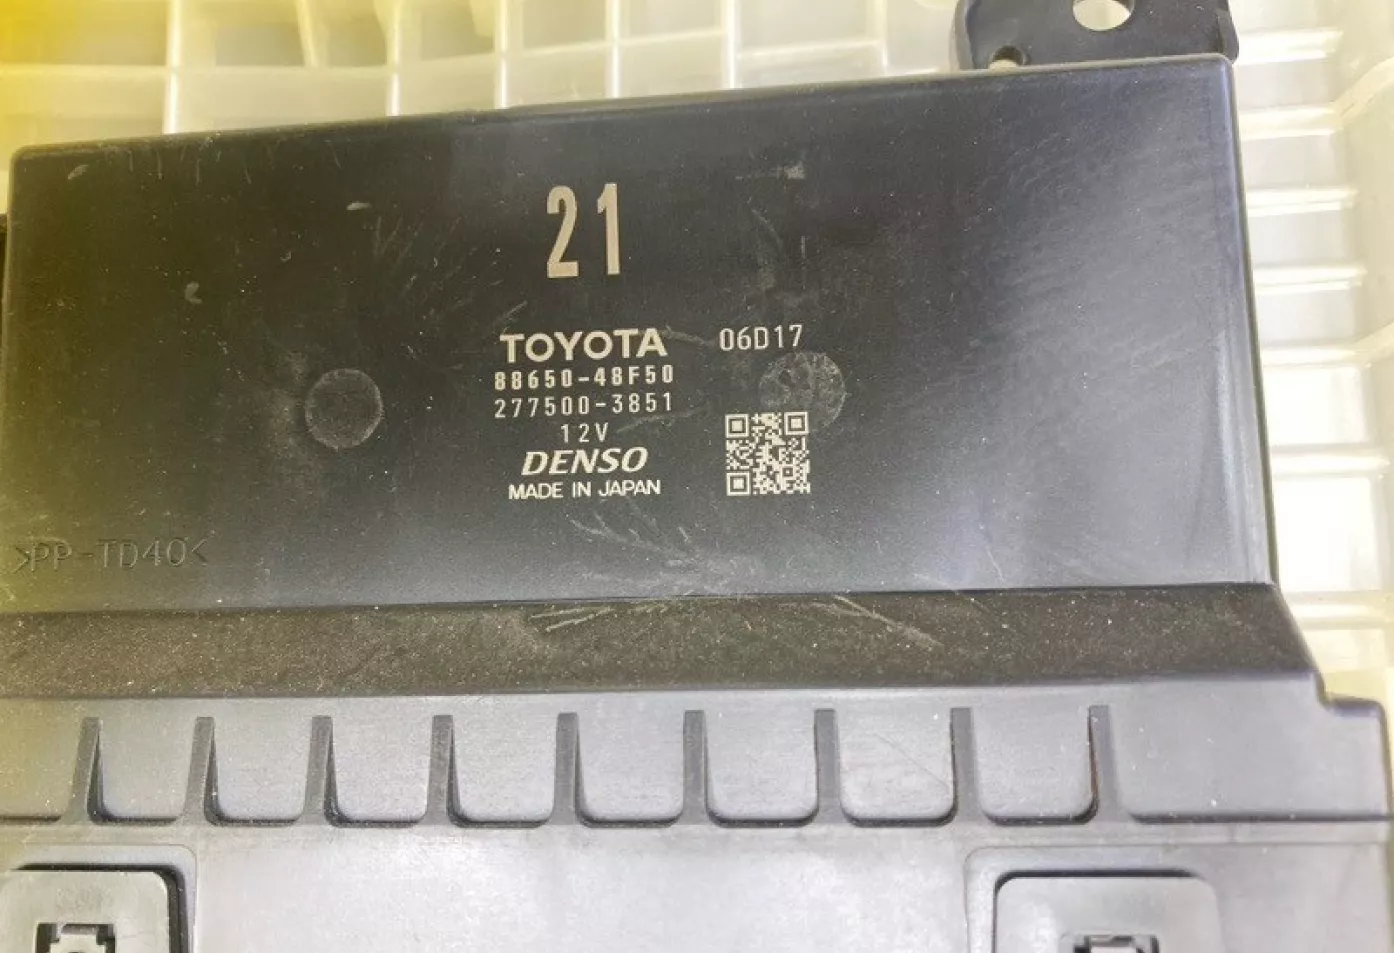 21
TOYOTA 06D17
88650-48F50
277500-3851
12V
DENSO
MADE IN JAPAN
>PP-TD40<